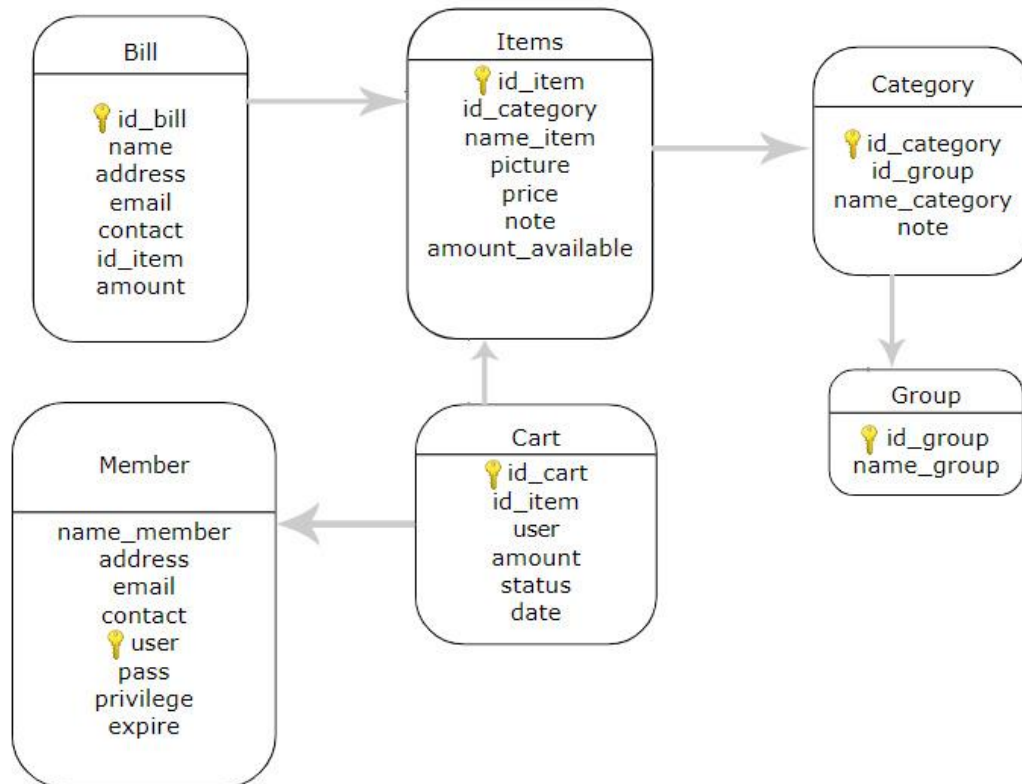 Bill
id_bill
name
address
email
contact
id_item
amount
Items
id_item
id_category
name_item
picture
price
note
amount_available
Category
id_category
id_group
name_category
note
Group
id_group
name_group
Member
name_member
address
email
contact
user
pass
privilege
expire
Cart
id_cart
id_item
user
amount
status
date